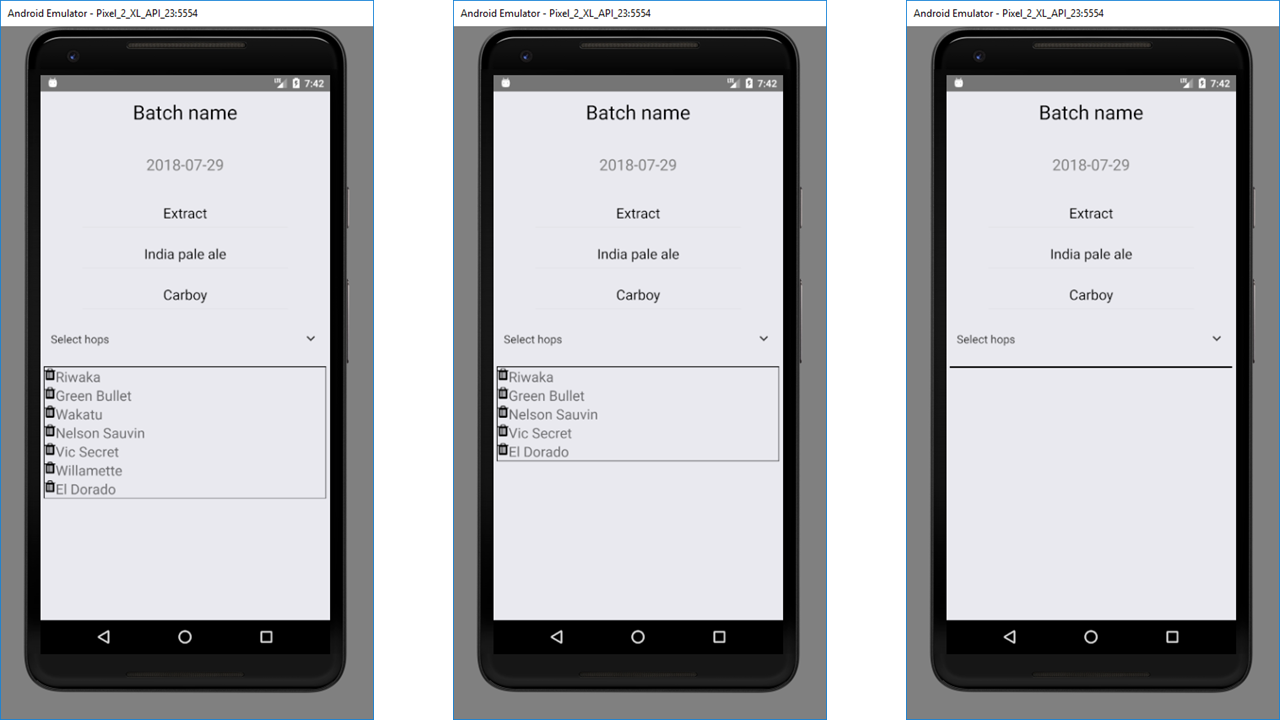 Android Emulator - Pixel_2_XL_API_23:5554
LTE 7:42
Batch name
2018-07-29
Extract
India pale ale
Carboy
Select hops
Riwaka
Green Bullet
Wakatu
Nelson Sauvin
Vic Secret
Willamette
El Dorado
Android Emulator - Pixel_2_XL_API_23:5554
LTE 7:42
Batch name
2018-07-29
Extract
India pale ale
Carboy
Select hops
Riwaka
Green Bullet
Nelson Sauvin
Vic Secret
El Dorado
Android Emulator - Pixel_2_XL_API_23:5554
LTE 7:42
Batch name
2018-07-29
Extract
India pale ale
Carboy
Select hops